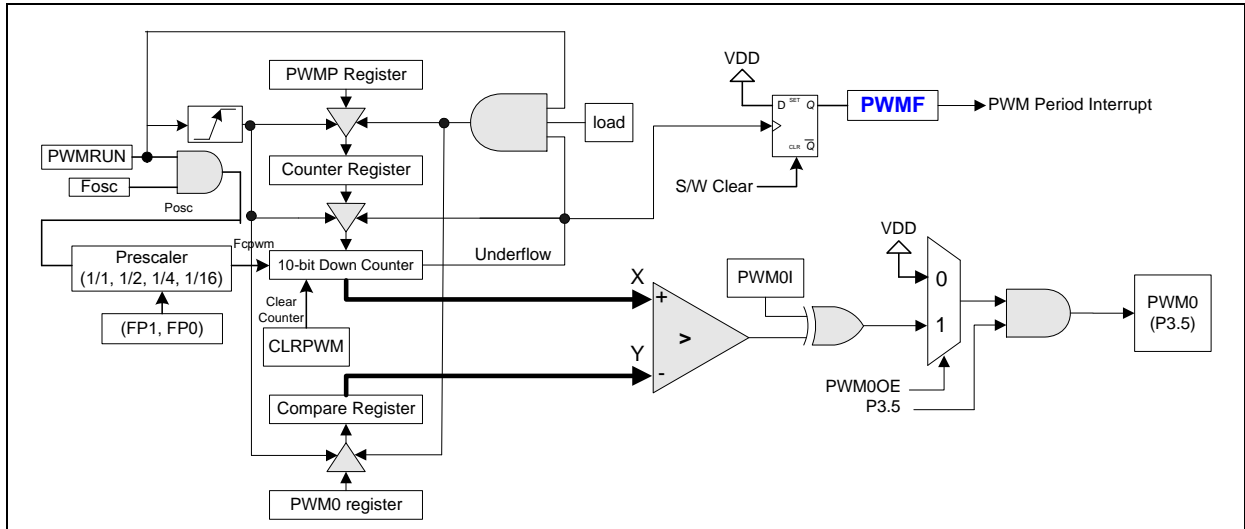 PWMP Register
load
PWMRUN
Fosc
Posc
Counter Register
Fcpwm
Prescaler
(1/1, 1/2, 1/4, 1/16)
10-bit Down Counter
Underflow
(FP1, FP0)
Clear
Counter
CLRPWM
Compare Register
PWM0 register
VDD
D SET Q
CLR Q
PWMF
PWM Period Interrupt
S/W Clear
X
+
>
Y
-
PWM0I
VDD
0
1
PWM0OE
P3.5
PWM0
(P3.5)